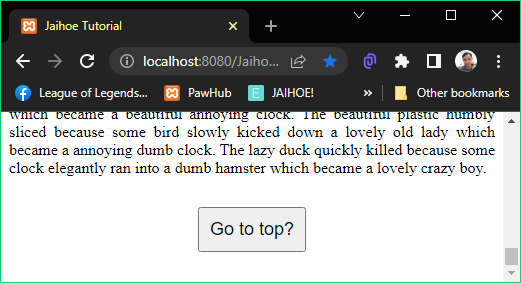 Jaihoe Tutorial
localhost:8080/Jaiho...
League of Legends... PawHub JAIHOE! » Other bookmarks
which became a beautiful annoying clock. The beautiful plastic humbly
sliced because some bird slowly kicked down a lovely old lady which
became a annoying dumb clock. The lazy duck quickly killed because some
clock elegantly ran into a dumb hamster which became a lovely crazy boy.
Go to top?